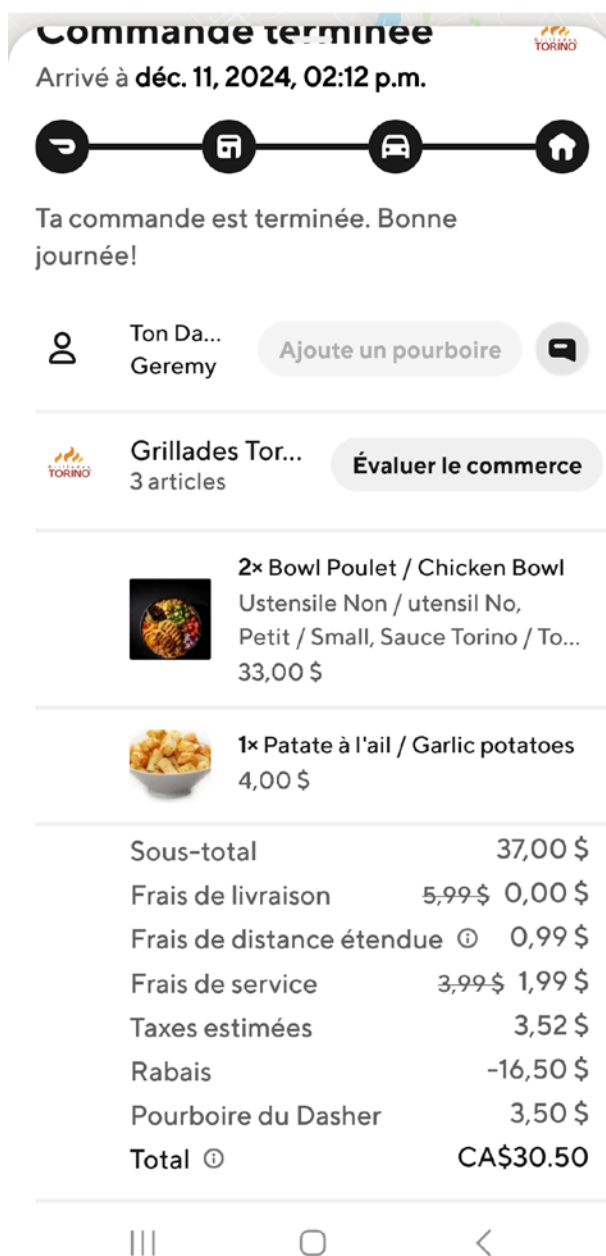 Commande terminée
TORINO
Arrivé à déc. 11, 2024, 02:12 p.m.
Ta commande est terminée. Bonne
journée!
Ton Da...
Geremy
Ajoute un pourboire
Grillades
TORINO
Grillades Tor...
3 articles
Évaluer le commerce
2× Bowl Poulet / Chicken Bowl
Ustensile Non / utensil No,
Petit / Small, Sauce Torino / To...
33,00 $
1× Patate à l'ail / Garlic potatoes
4,00 $
Sous-total 37,00 $
Frais de livraison 5,99 $ 0,00 $
Frais de distance étendue 0,99 $
Frais de service 3,99 $ 1,99 $
Taxes estimées 3,52 $
Rabais -16,50 $
Pourboire du Dasher 3,50 $
Total CA$30.50